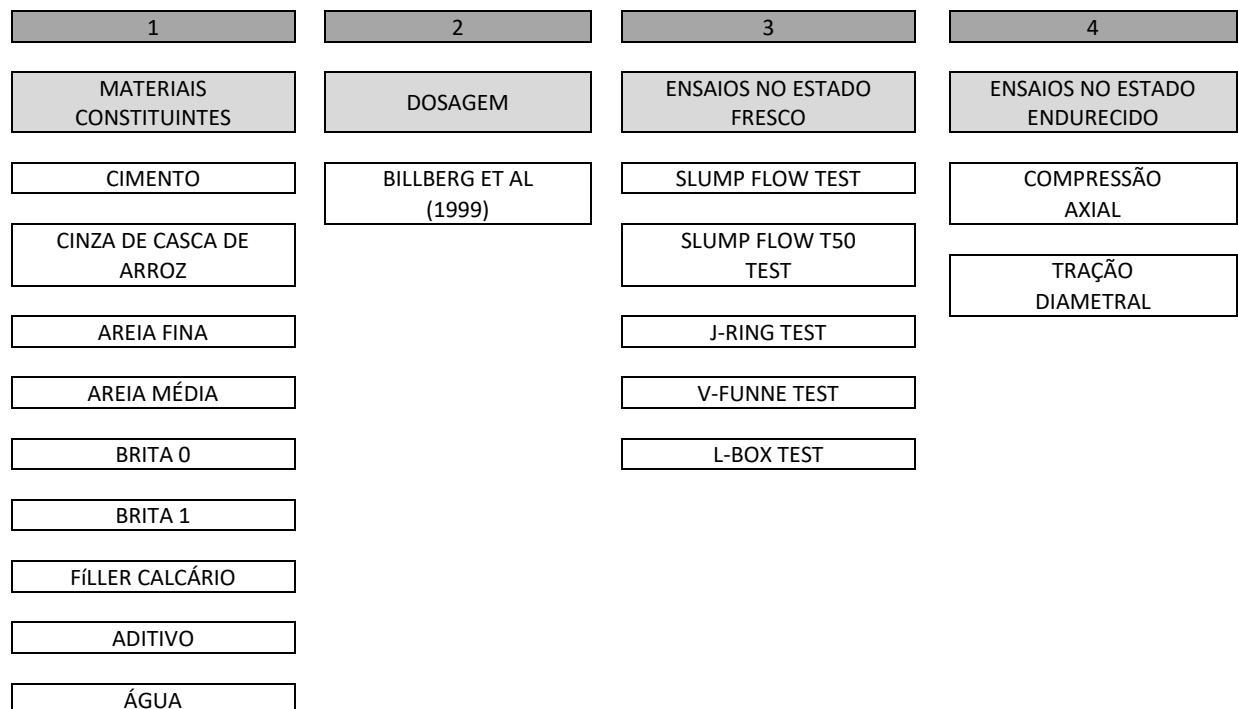 1
MATERIAIS
CONSTITUINTES
CIMENTO
CINZA DE CASCA DE
ARROZ
AREIA FINA
AREIA MÉDIA
BRITA 0
BRITA 1
FíLLER CALCÁRIO
ADITIVO
ÁGUA
2
DOSAGEM
BILLBERG ET AL
(1999)
3
ENSAIOS NO ESTADO
FRESCO
SLUMP FLOW TEST
SLUMP FLOW T50
TEST
J-RING TEST
V-FUNNE TEST
L-BOX TEST
4
ENSAIOS NO ESTADO
ENDURECIDO
COMPRESSÃO
AXIAL
TRAÇÃO
DIAMETRAL